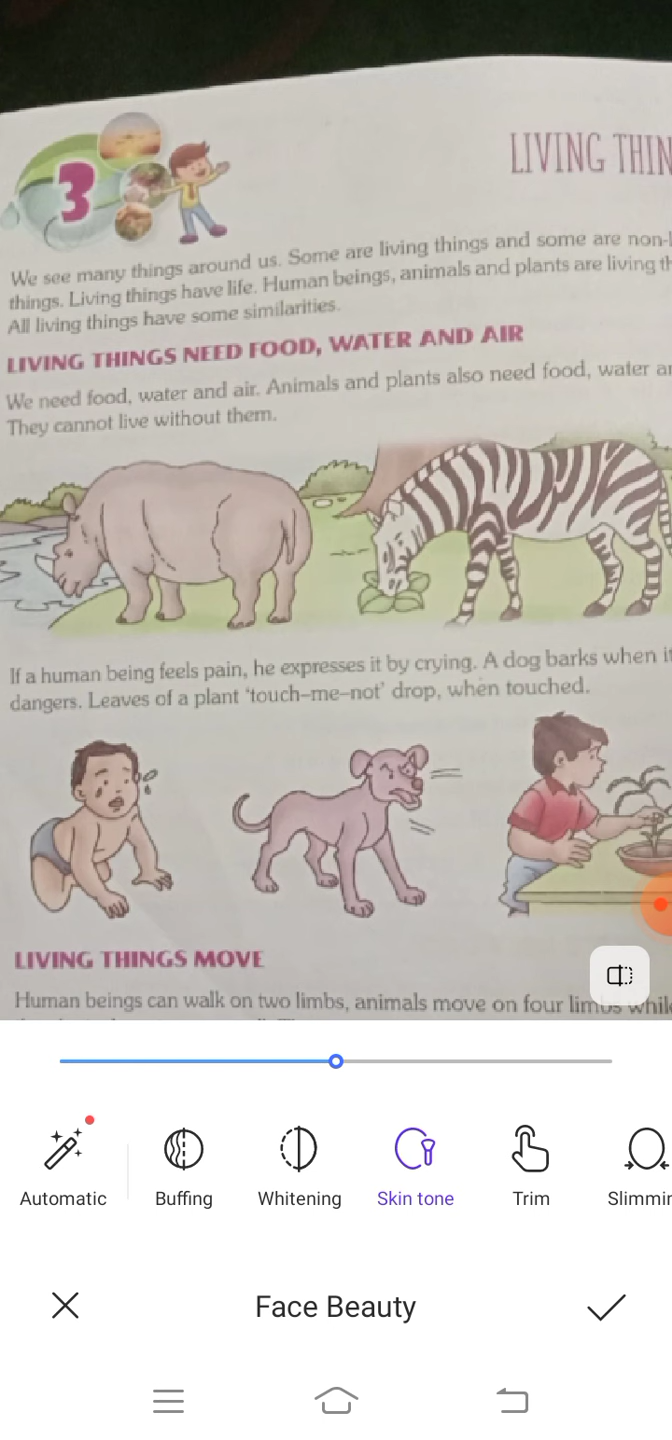 3
LIVING THIN
We see many things around us. Some are living things and some are non-l
things. Living things have life. Human beings, animals and plants are living th
All living things have some similarities.
LIVING THINGS NEED FOOD, WATER AND AIR
We need food, water and air. Animals and plants also need food, water an
They cannot live without them.
If a human being feels pain, he expresses it by crying. A dog barks when it
dangers. Leaves of a plant ‘touch–me–not’ drop, when touched.
LIVING THINGS MOVE
Human beings can walk on two limbs, animals move on four limbs while
Automatic Buffing Whitening Skin tone Trim Slimmin
Face Beauty